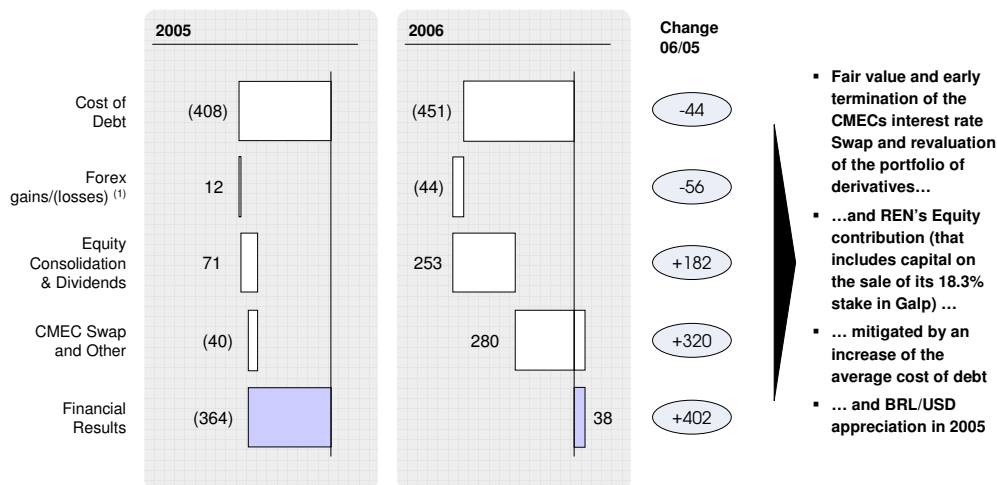 2005
2006
Change
06/05
Cost of
Debt
(408)
(451)
-44
Forex
gains/(losses) (1)
12
(44)
-56
Equity
Consolidation
& Dividends
71
253
+182
CMEC Swap
and Other
(40)
280
+320
Financial
Results
(364)
38
+402
▪ Fair value and early
termination of the
CMECs interest rate
Swap and revaluation
of the portfolio of
derivatives…
▪ …and REN's Equity
contribution (that
includes capital on
the sale of its 18.3%
stake in Galp) …
▪ … mitigated by an
increase of the
average cost of debt
▪ … and BRL/USD
appreciation in 2005